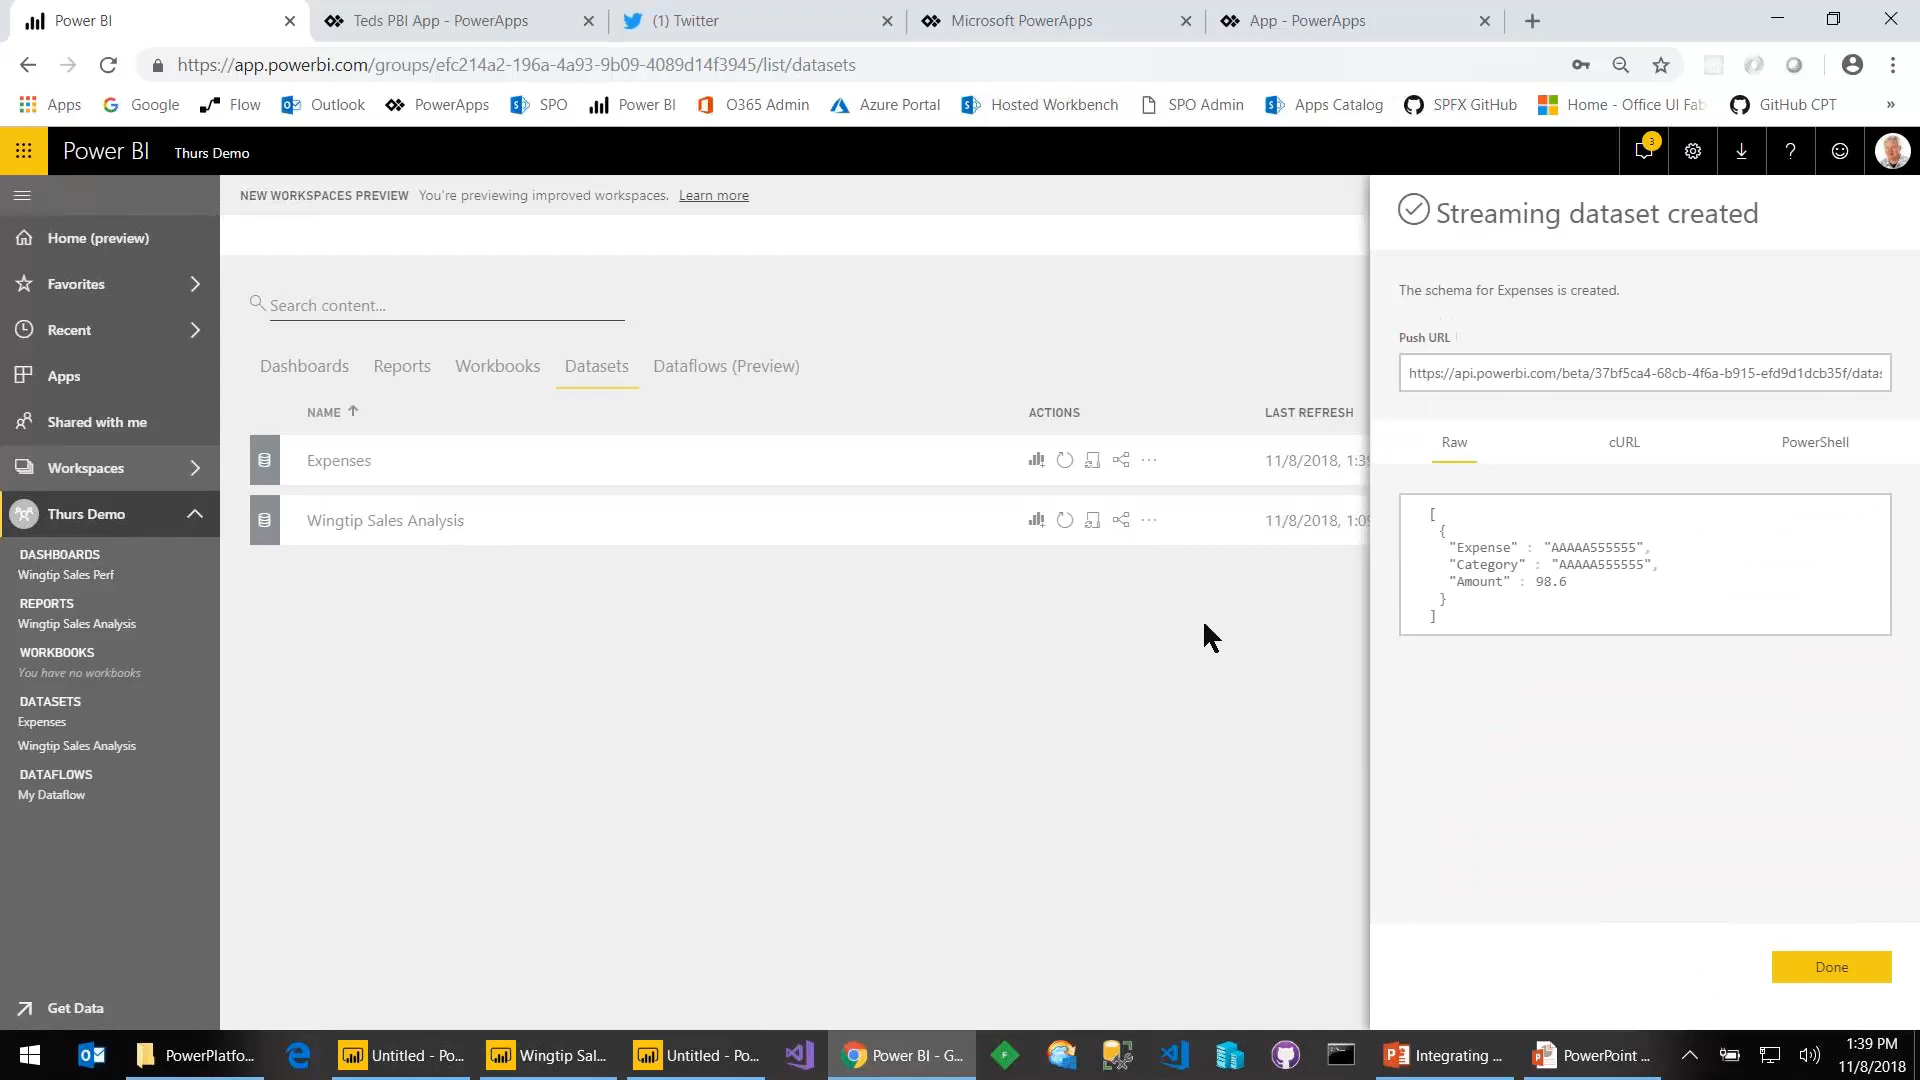 Power BI
Teds PBI App - PowerApps
(1) Twitter
Microsoft PowerApps
App - PowerApps
https://app.powerbi.com/groups/efc214a2-196a-4a93-9b09-4089d14f3945/list/datasets
Apps
Google
Flow
Outlook
PowerApps
SPO
Power BI
O365 Admin
Azure Portal
Hosted Workbench
SPO Admin
Apps Catalog
SPFX GitHub
Home - Office UI Fab
GitHub CPT
»
Power BI
Thurs Demo
3
NEW WORKSPACES PREVIEW You're previewing improved workspaces. Learn more
Home (preview)
Favorites
Recent
Apps
Shared with me
Workspaces
Thurs Demo
DASHBOARDS
Wingtip Sales Perf
REPORTS
Wingtip Sales Analysis
WORKBOOKS
You have no workbooks
DATASETS
Expenses
Wingtip Sales Analysis
DATAFLOWS
My Dataflow
Get Data
Search content...
Dashboards
Reports
Workbooks
Datasets
Dataflows (Preview)
NAME
ACTIONS
LAST REFRESH
Expenses
11/8/2018, 1:39
Wingtip Sales Analysis
11/8/2018, 1:09
Streaming dataset created
The schema for Expenses is created.
Push URL
https://api.powerbi.com/beta/37bf5ca4-68cb-4f6a-b915-efd9d1dcb35f/datas
Raw
cURL
PowerShell
[
{
"Expense" : "AAAAA555555",
"Category" : "AAAAA555555",
"Amount" : 98.6
}
]
Done
PowerPlatfo...
Untitled - Po...
Wingtip Sal...
Untitled - Po...
Power BI - G...
Integrating ...
PowerPoint ...
1:39 PM
11/8/2018